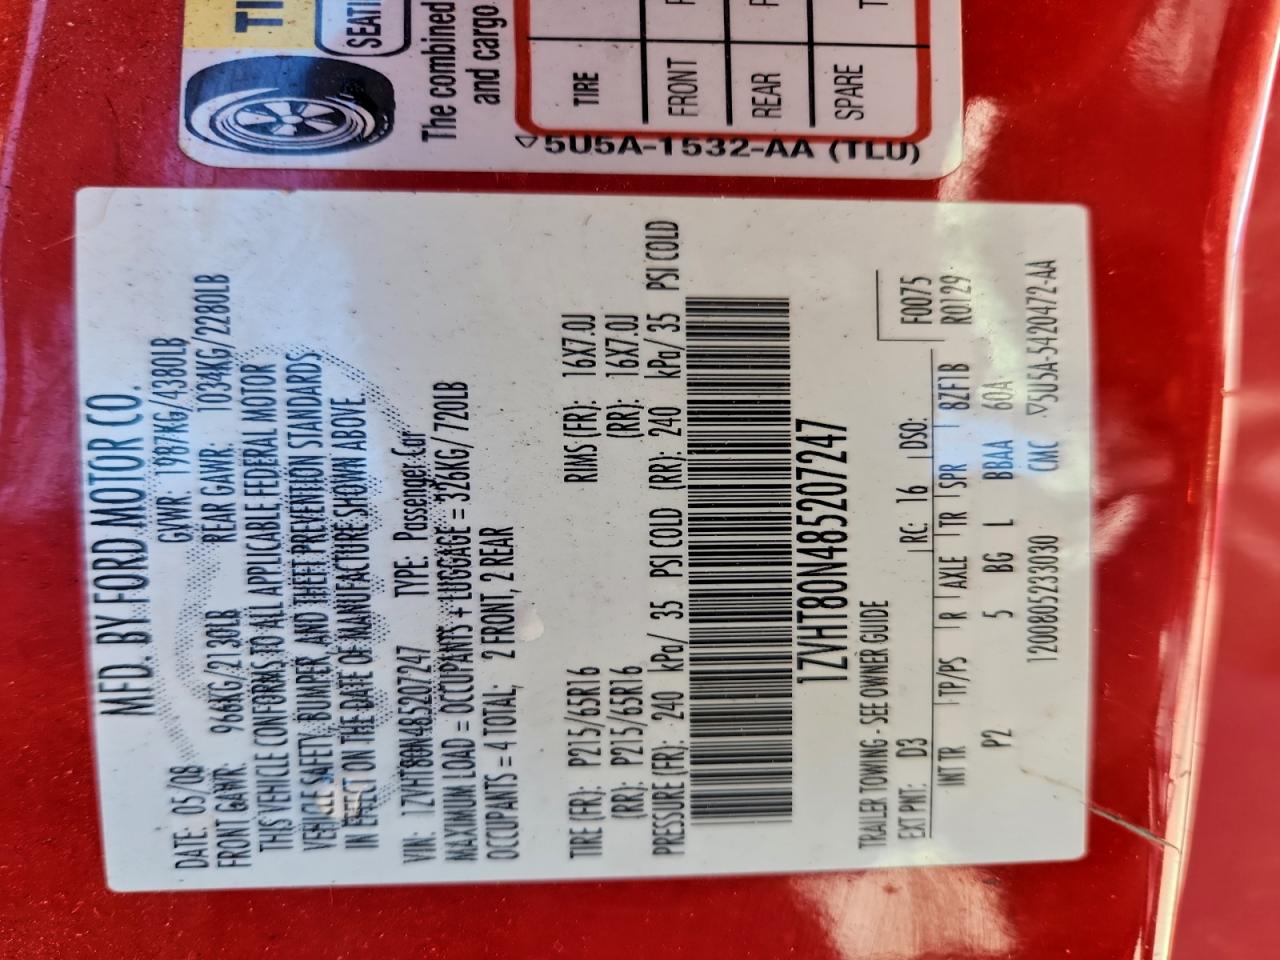 TI
SEATI
The combined
and cargo
TIRE
FRONT
REAR
SPARE
▽5U5A-1532-AA (TLU)
MFD. BY FORD MOTOR CO.
DATE: 05/08 GVWR: 1987KG/4380LB
FRONT GAWR: 966KG/2130LB REAR GAWR: 1034KG/2280LB
THIS VEHICLE CONFORMS TO ALL APPLICABLE FEDERAL MOTOR
VEHICLE SAFETY, BUMPER, AND THEFT PREVENTION STANDARDS
IN EFFECT ON THE DATE OF MANUFACTURE SHOWN ABOVE.
VIN: 1ZVHT80N485207247 TYPE: Passenger Car
MAXIMUM LOAD = OCCUPANTS + LUGGAGE = 326KG/720LB
OCCUPANTS = 4 TOTAL; 2 FRONT, 2 REAR
TIRE (FR): P215/65R16 RIMS (FR): 16X7.0J
(RR): P215/65R16 (RR): 16X7.0J
PRESSURE (FR): 240 kPa/ 35 PSI COLD (RR): 240 kPa/ 35 PSI COLD
1ZVHT80N485207247
TRAILER TOWING - SEE OWNER GUIDE
EXT PNT: D3 RC: 16 DSO: F0075
INT TR TP/PS R AXLE TR SPR 8ZF1B R0129
P2 5 BG L BBAA 60A
1200805233030 CMC ▽5U5A-5420472-AA